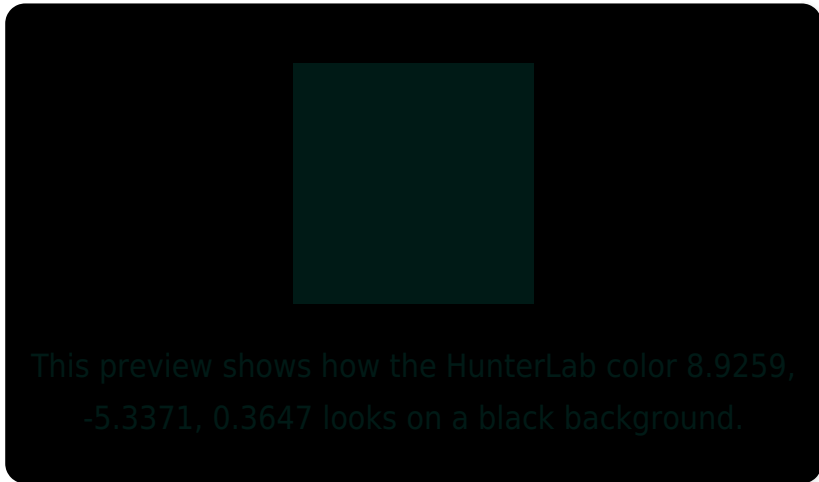 This preview shows how the HunterLab color 8.9259,
-5.3371, 0.3647 looks on a black background.